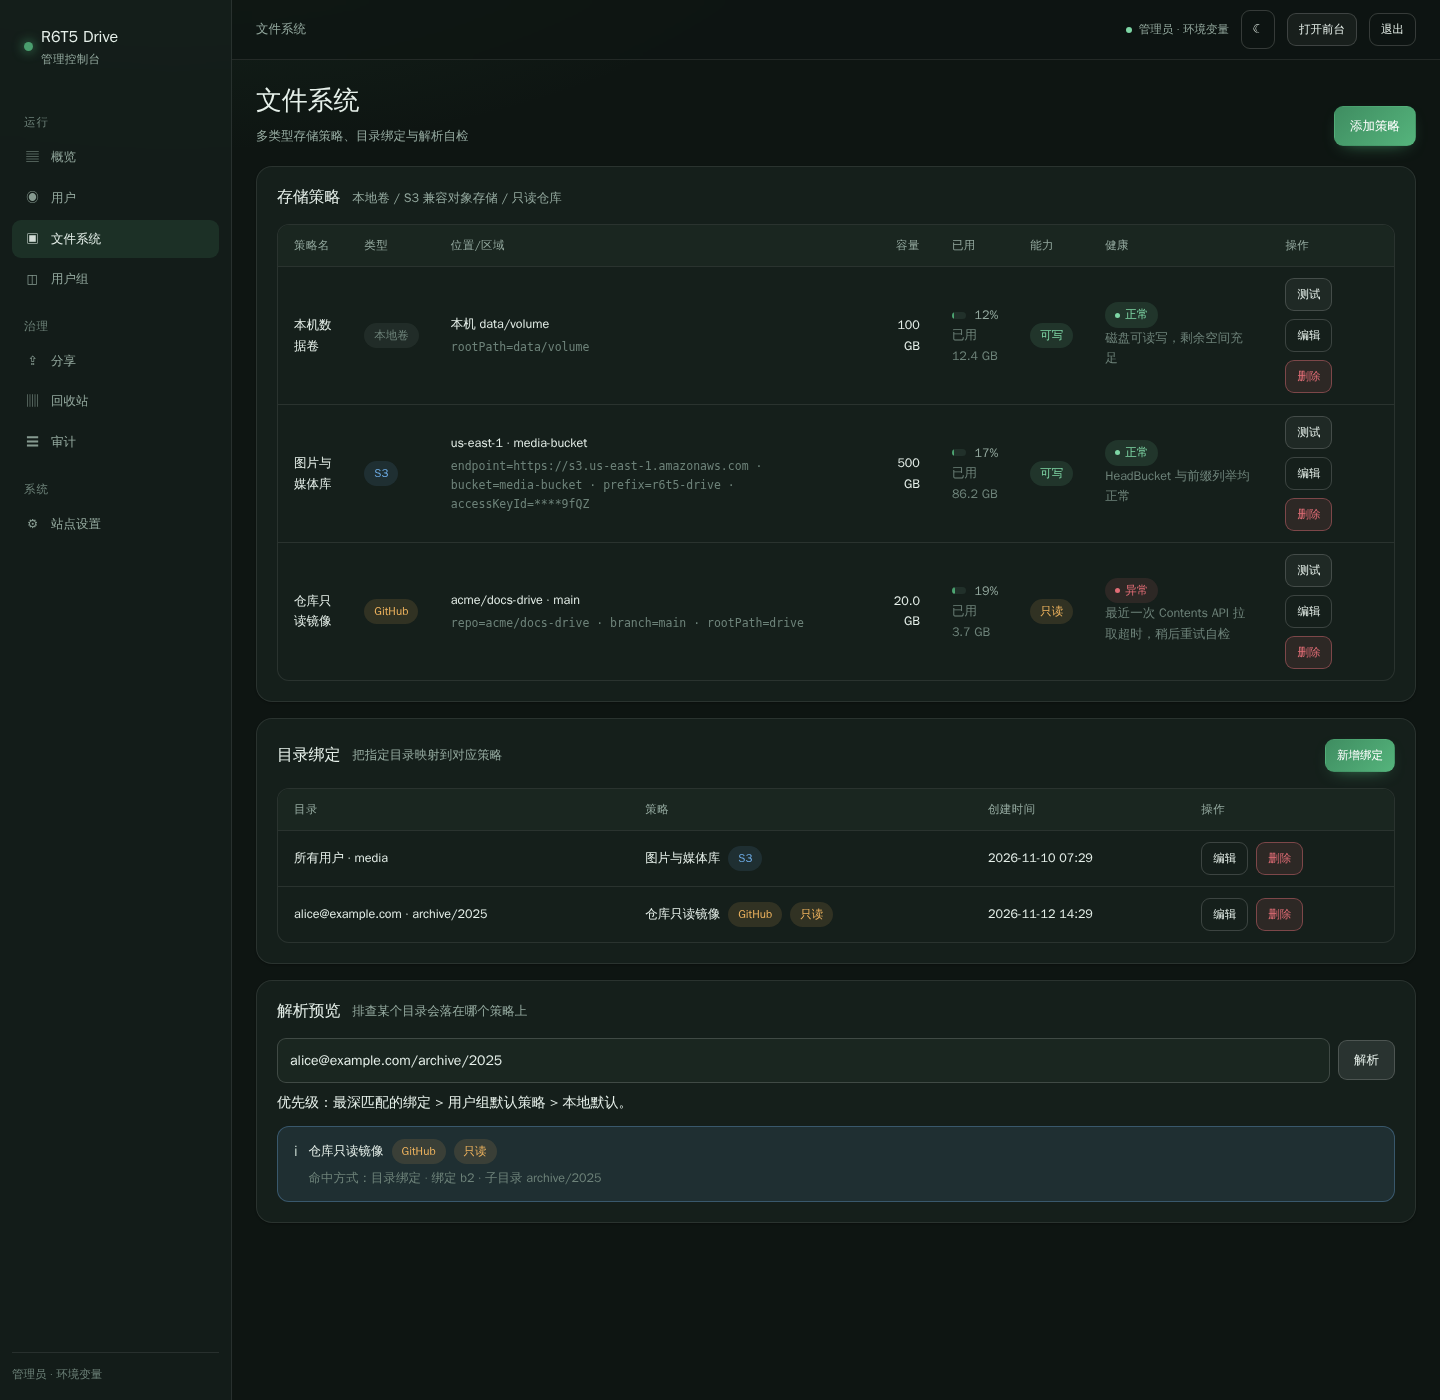 R6T5 Drive
管理控制台
运行
概览
用户
文件系统
用户组
治理
分享
回收站
审计
系统
站点设置
管理员 · 环境变量
文件系统
管理员 · 环境变量
打开前台
退出
文件系统
多类型存储策略、目录绑定与解析自检
添加策略
存储策略 本地卷 / S3 兼容对象存储 / 只读仓库
策略名 类型 位置/区域 容量 已用 能力 健康 操作
本机数
据卷
本地卷
本机 data/volume
rootPath=data/volume
100
GB
12%
已用
12.4 GB
可写
正常
磁盘可读写，剩余空间充
足
测试
编辑
删除
图片与
媒体库
S3
us-east-1 · media-bucket
endpoint=https://s3.us-east-1.amazonaws.com ·
bucket=media-bucket · prefix=r6t5-drive ·
accessKeyId=****9fQZ
500
GB
17%
已用
86.2 GB
可写
正常
HeadBucket 与前缀列举均
正常
测试
编辑
删除
仓库只
读镜像
GitHub
acme/docs-drive · main
repo=acme/docs-drive · branch=main · rootPath=drive
20.0
GB
19%
已用
3.7 GB
只读
异常
最近一次 Contents API 拉
取超时，稍后重试自检
测试
编辑
删除
目录绑定 把指定目录映射到对应策略
新增绑定
目录 策略 创建时间 操作
所有用户 · media 图片与媒体库 S3 2026-11-10 07:29 编辑 删除
alice@example.com · archive/2025 仓库只读镜像 GitHub 只读 2026-11-12 14:29 编辑 删除
解析预览 排查某个目录会落在哪个策略上
alice@example.com/archive/2025 解析
优先级：最深匹配的绑定 > 用户组默认策略 > 本地默认。
i 仓库只读镜像 GitHub 只读
命中方式：目录绑定 · 绑定 b2 · 子目录 archive/2025